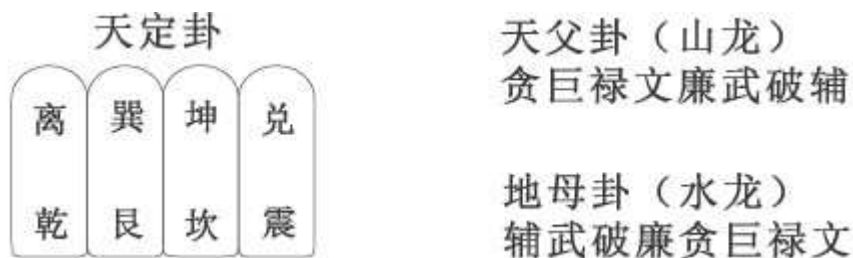 天定卦
离 巽 坤 兑
乾 艮 坎 震
天父卦（山龙）
贪巨禄文廉武破辅
地母卦（水龙）
辅武破廉贪巨禄文